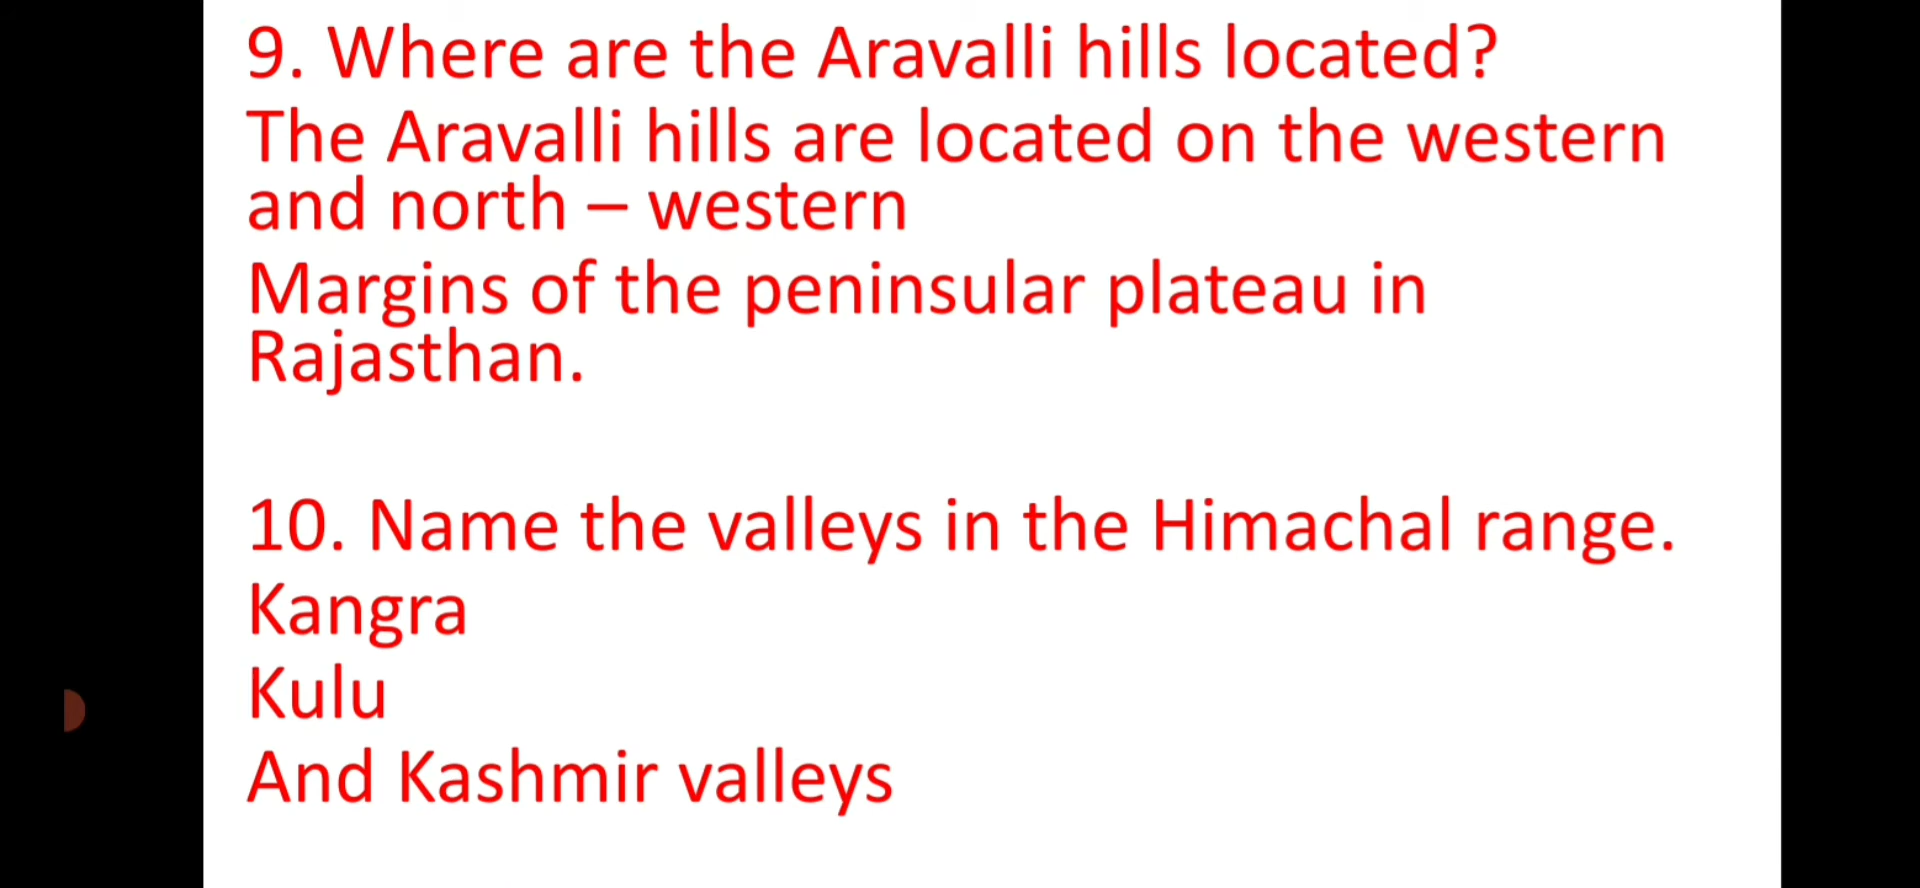 9. Where are the Aravalli hills located?
The Aravalli hills are located on the western
and north – western
Margins of the peninsular plateau in
Rajasthan.
10. Name the valleys in the Himachal range.
Kangra
Kulu
And Kashmir valleys